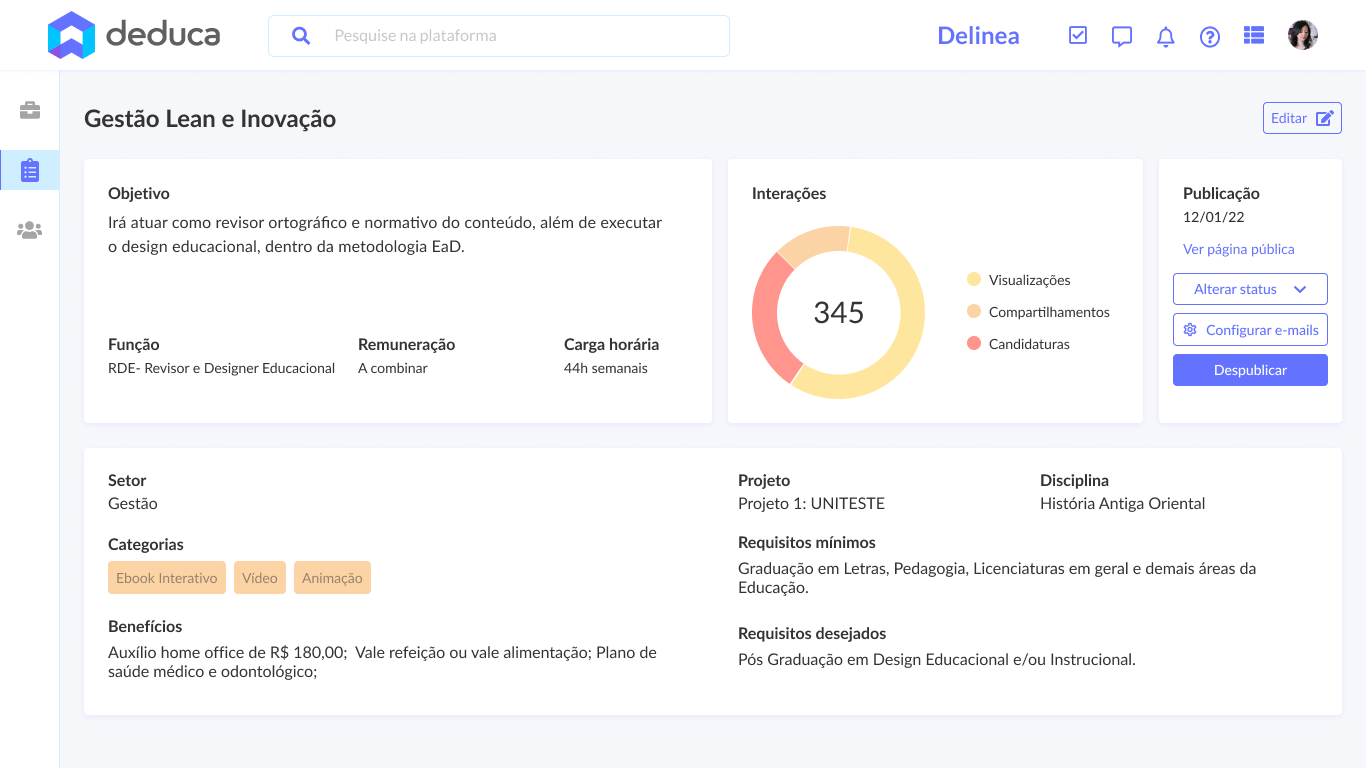 deduca
Pesquise na plataforma
Delinea
Gestão Lean e Inovação
Editar
Objetivo
Irá atuar como revisor ortográfico e normativo do conteúdo, além de executar
o design educacional, dentro da metodologia EaD.
Função
RDE- Revisor e Designer Educacional
Remuneração
A combinar
Carga horária
44h semanais
Interações
345
Visualizações
Compartilhamentos
Candidaturas
Publicação
12/01/22
Ver página pública
Alterar status
Configurar e-mails
Despublicar
Setor
Gestão
Categorias
Ebook Interativo
Vídeo
Animação
Benefícios
Auxílio home office de R$ 180,00;  Vale refeição ou vale alimentação; Plano de
saúde médico e odontológico;
Projeto
Projeto 1: UNITESTE
Disciplina
História Antiga Oriental
Requisitos mínimos
Graduação em Letras, Pedagogia, Licenciaturas em geral e demais áreas da
Educação.
Requisitos desejados
Pós Graduação em Design Educacional e/ou Instrucional.